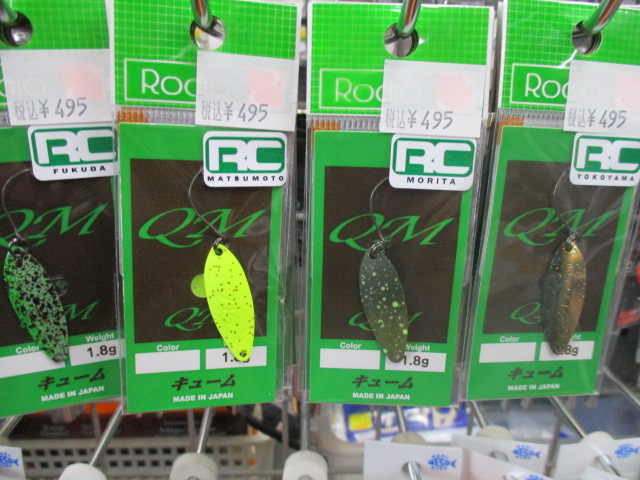 税込¥495
RC
FUKUDA
QM
QM
Weight
1.8g
キューム
MADE IN JAPAN
Rodio
税込¥495
RC
MATSUMOTO
QM
QM
Color
Weight
キューム
MADE IN JAPAN
Rodio
税込¥495
RC
MORITA
QM
Color
Weight
1.8g
キューム
MADE IN JAPAN
Rodio
税込¥495
RC
YOKOYAMA
QM
Color
Weight
キューム
MADE IN JAPAN